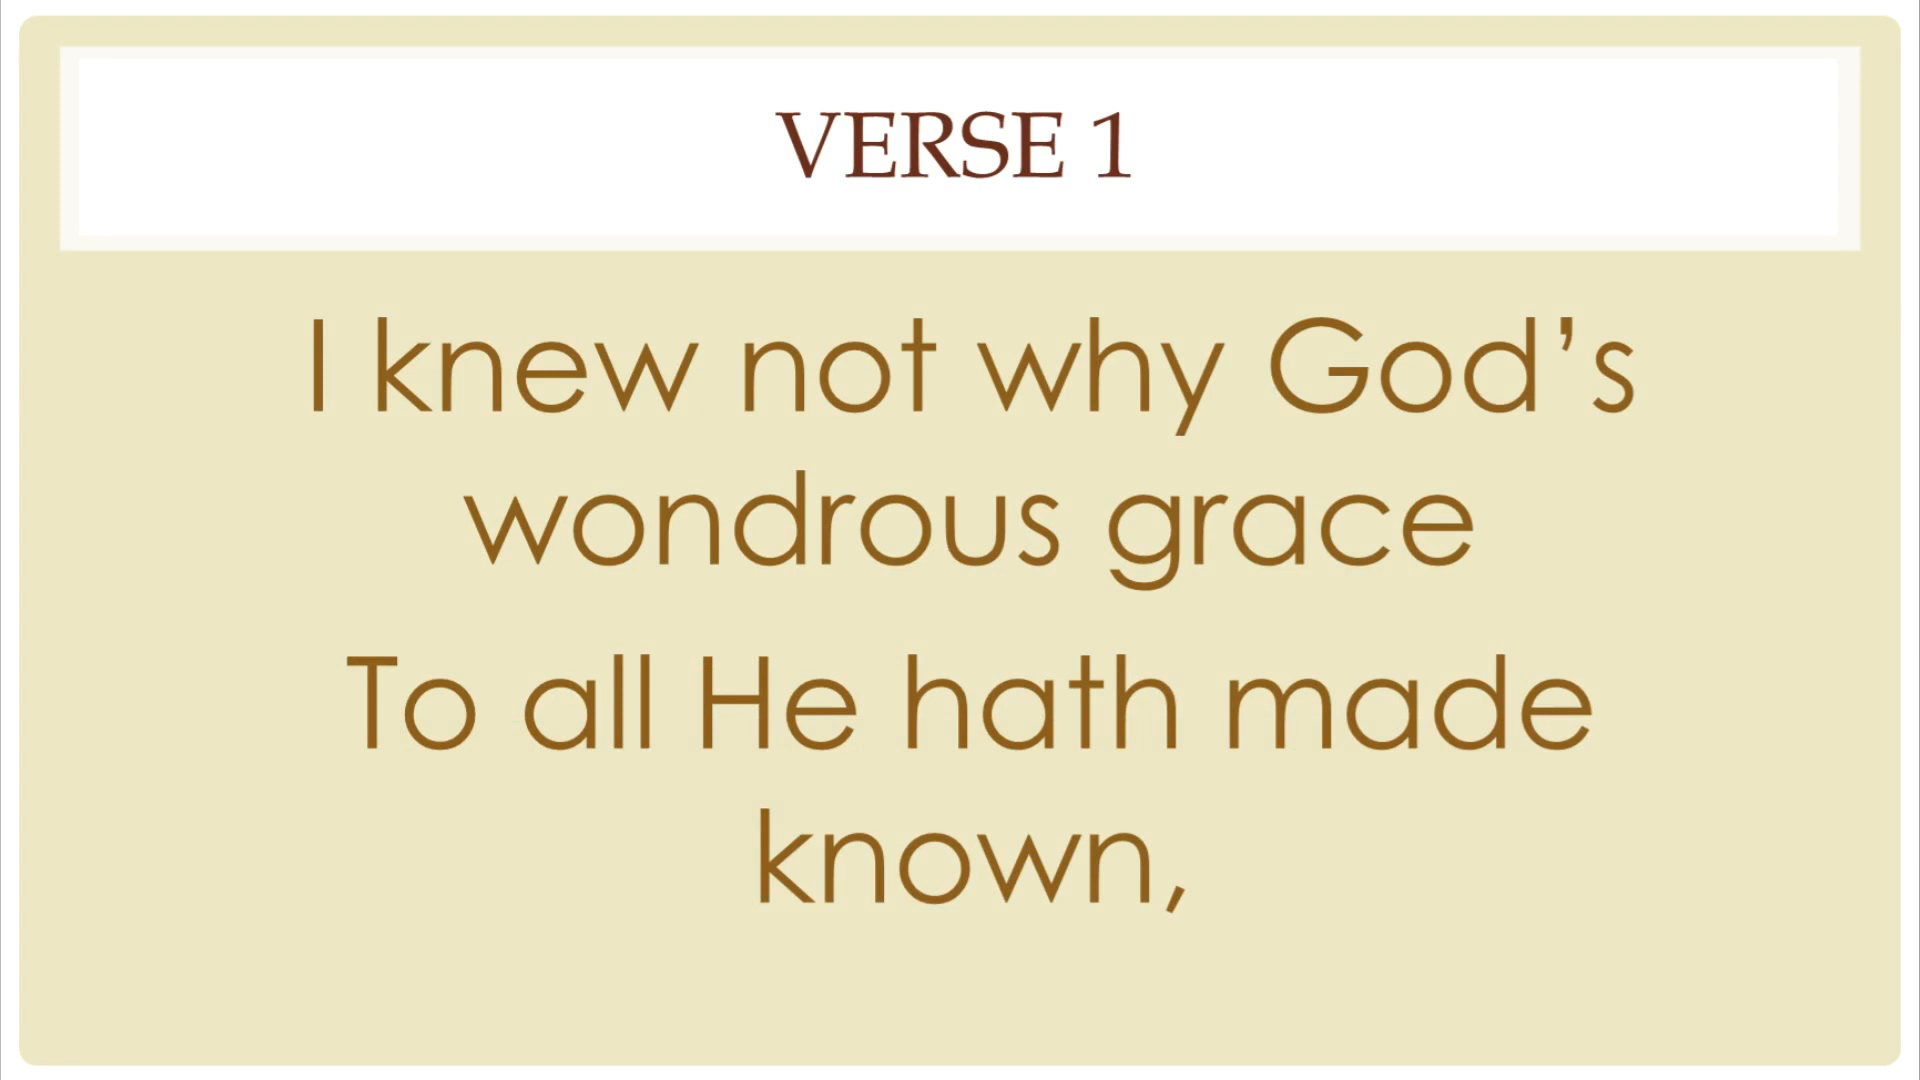 VERSE 1
I knew not why God’s
wondrous grace
To all He hath made
known,